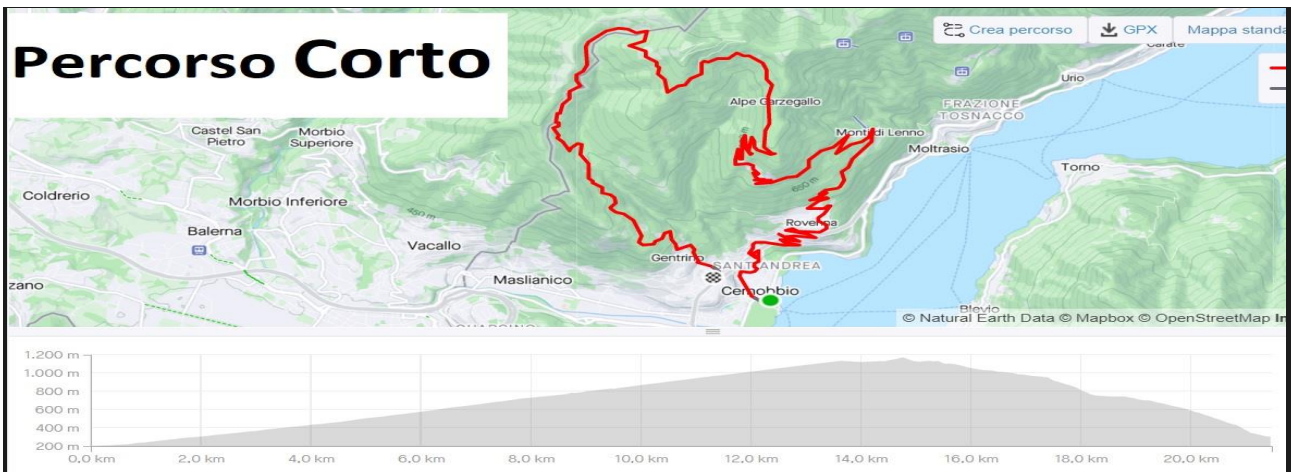 Percorso Corto
Crea percorso
GPX
Mappa standa
Carate
Urio
Alpe Garzegallo
FRAZIONE
TOSNACCO
Castel San
Pietro
Morbio
Superiore
Monti di Lenno
Moltrasio
Torno
650 m
Coldrerio
Morbio Inferiore
450 m
Balerna
Rovenna
Vacallo
Gentrino
SANT'ANDREA
Maslianico
zano
Cernobbio
Blevio
© Natural Earth Data © Mapbox © OpenStreetMap In
1.200 m
1.000 m
800 m
600 m
400 m
200 m
0,0 km 2,0 km 4,0 km 6,0 km 8,0 km 10,0 km 12,0 km 14,0 km 16,0 km 18,0 km 20,0 km